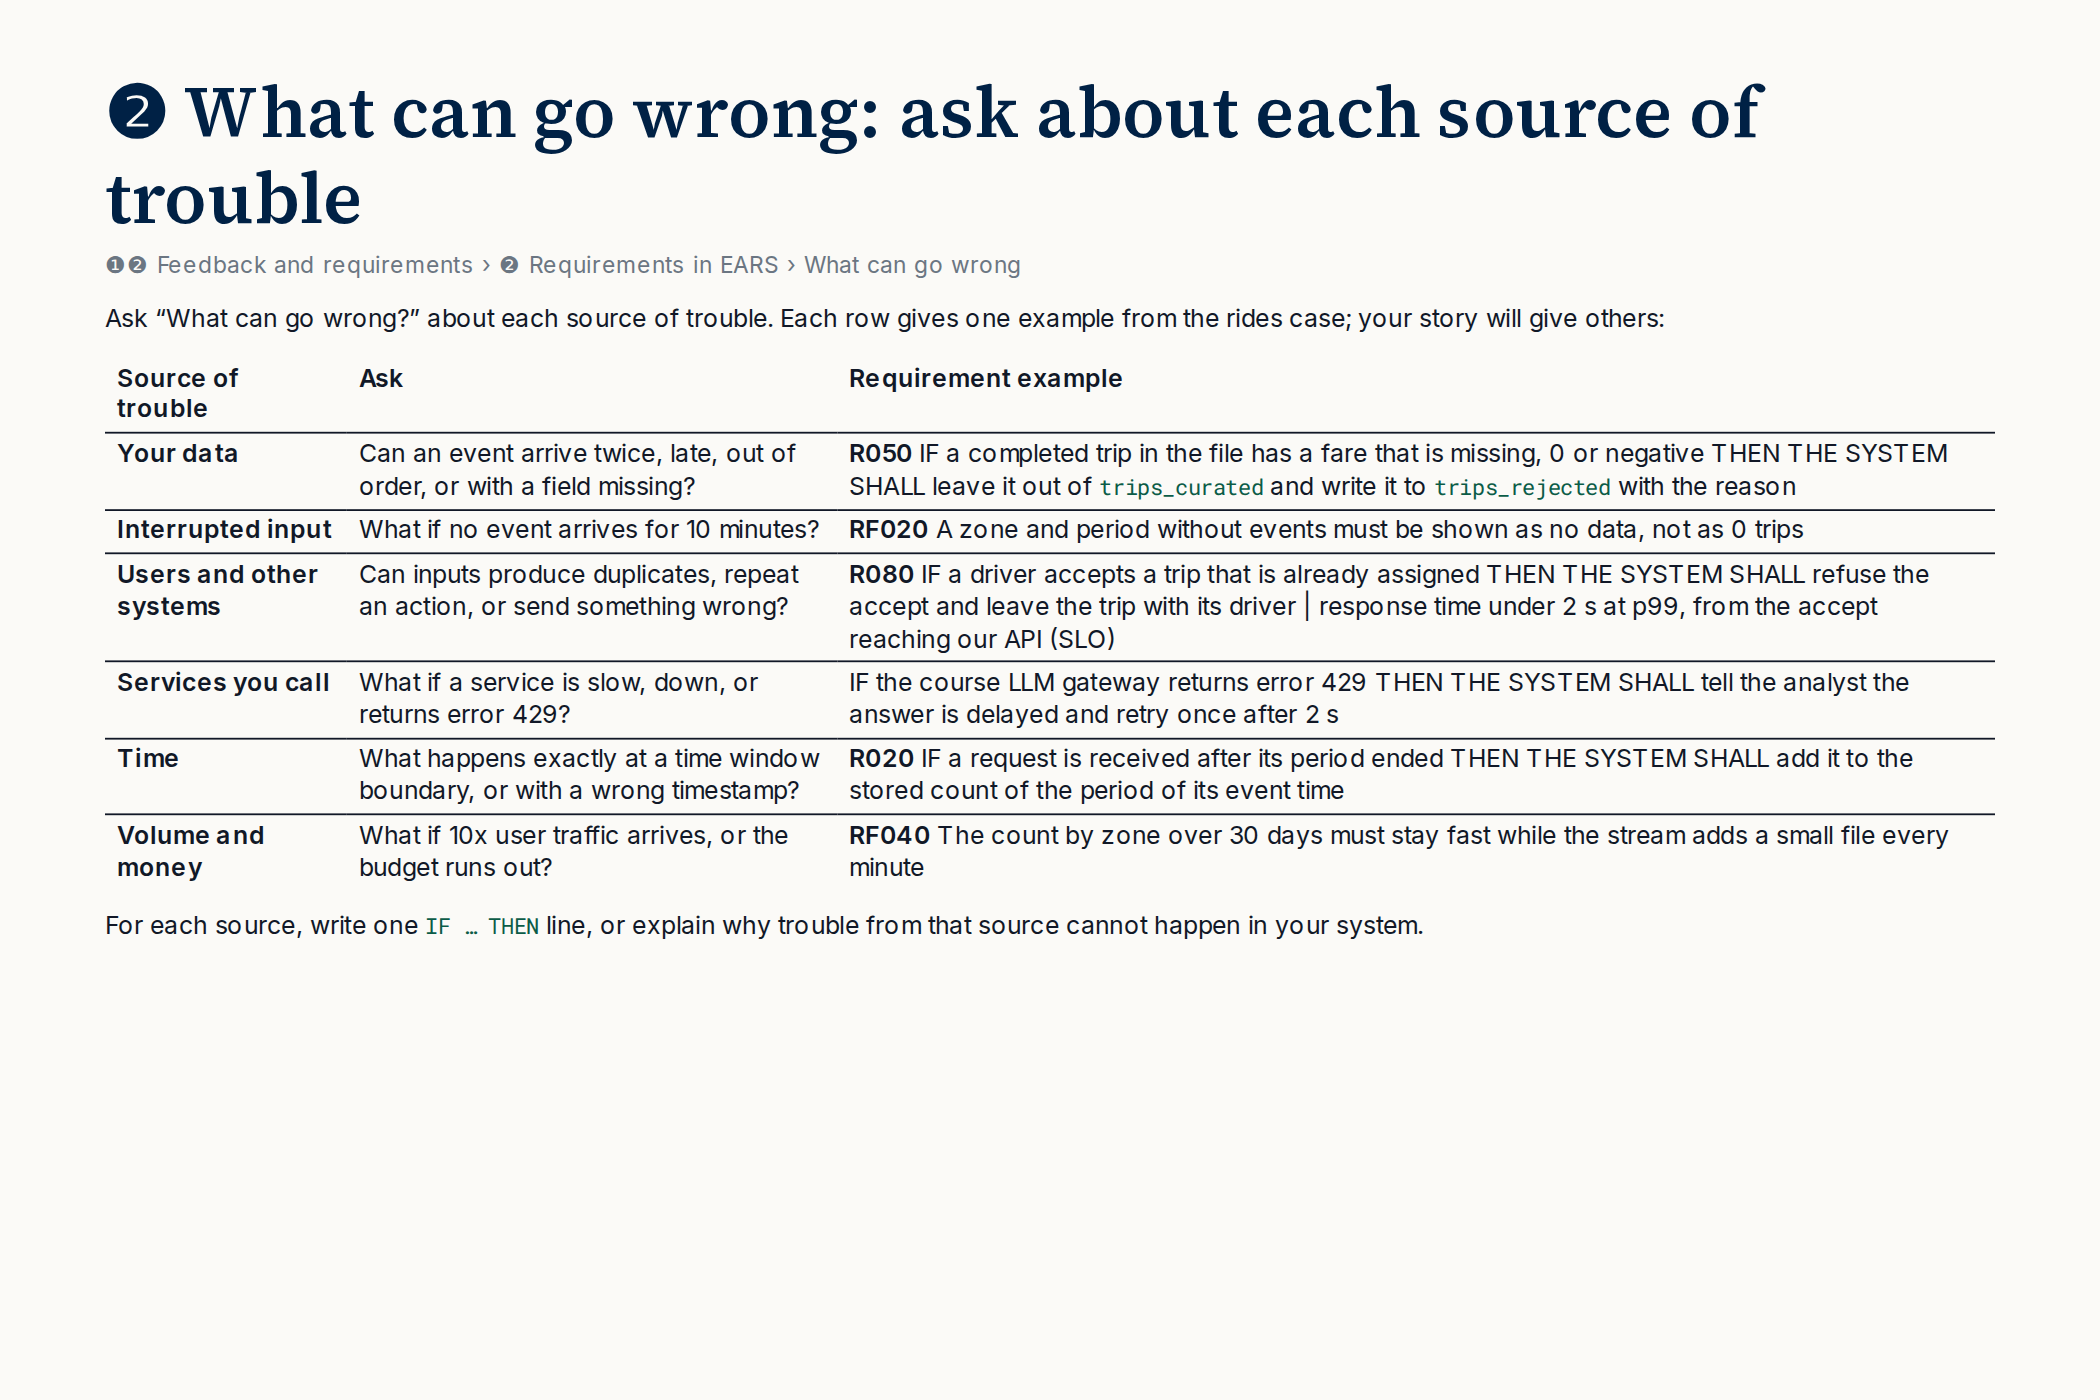 ❷ What can go wrong: ask about each source of
trouble
❶❷ Feedback and requirements › ❷ Requirements in EARS › What can go wrong
Ask “What can go wrong?” about each source of trouble. Each row gives one example from the rides case; your story will give others:
Source of
trouble
Ask
Requirement example
Your data
Can an event arrive twice, late, out of
order, or with a field missing?
R050 IF a completed trip in the file has a fare that is missing, 0 or negative THEN THE SYSTEM
SHALL leave it out of trips_curated and write it to trips_rejected with the reason
Interrupted input
What if no event arrives for 10 minutes?
RF020 A zone and period without events must be shown as no data, not as 0 trips
Users and other
systems
Can inputs produce duplicates, repeat
an action, or send something wrong?
R080 IF a driver accepts a trip that is already assigned THEN THE SYSTEM SHALL refuse the
accept and leave the trip with its driver | response time under 2 s at p99, from the accept
reaching our API (SLO)
Services you call
What if a service is slow, down, or
returns error 429?
IF the course LLM gateway returns error 429 THEN THE SYSTEM SHALL tell the analyst the
answer is delayed and retry once after 2 s
Time
What happens exactly at a time window
boundary, or with a wrong timestamp?
R020 IF a request is received after its period ended THEN THE SYSTEM SHALL add it to the
stored count of the period of its event time
Volume and
money
What if 10x user traffic arrives, or the
budget runs out?
RF040 The count by zone over 30 days must stay fast while the stream adds a small file every
minute
For each source, write one IF … THEN line, or explain why trouble from that source cannot happen in your system.